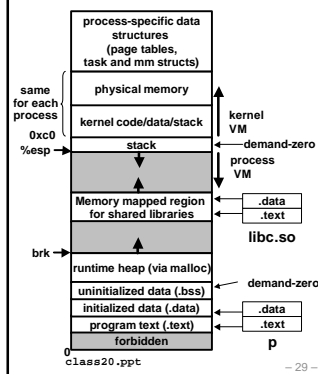 process-specific data
structures
(page tables,
task and mm structs)
same
for each
process
physical memory
kernel code/data/stack
kernel
VM
0xc0
%esp
stack
demand-zero
process
VM
Memory mapped region
for shared libraries
.data
.text
libc.so
brk
runtime heap (via malloc)
uninitialized data (.bss)
demand-zero
initialized data (.data)
program text (.text)
.data
.text
forbidden
p
0
class20.ppt
– 29 –